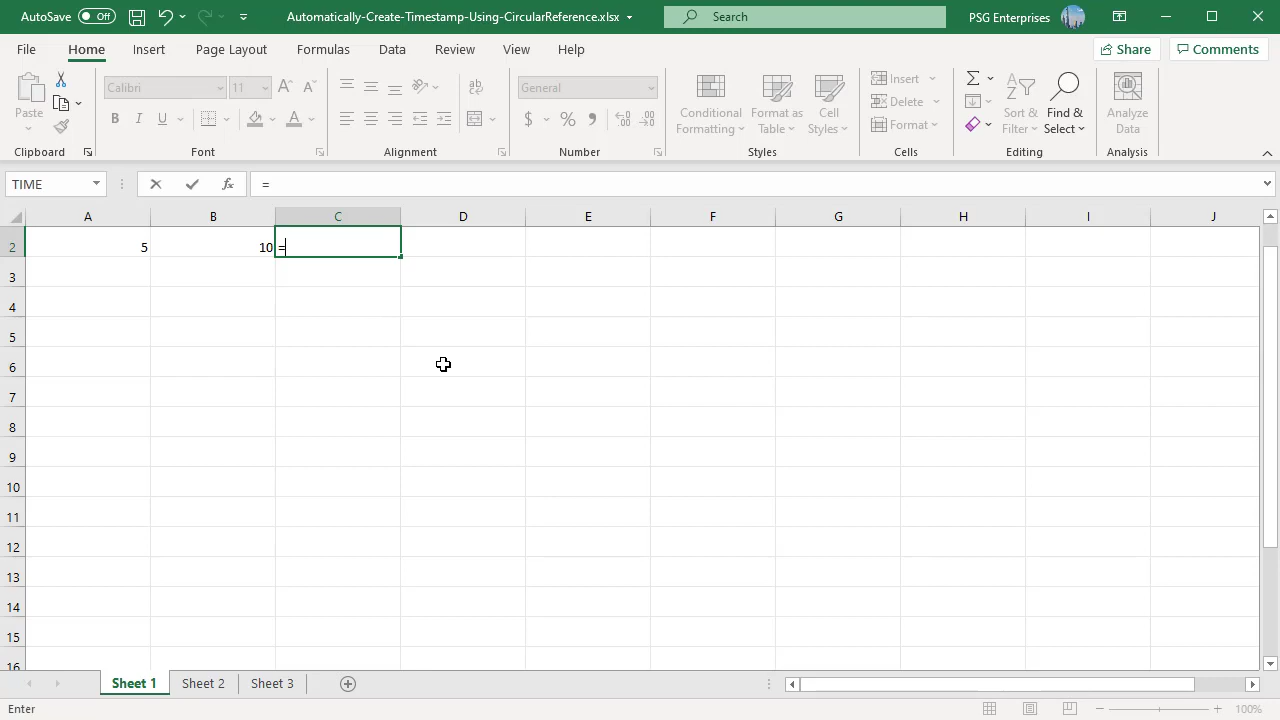 AutoSave Off Automatically-Create-Timestamp-Using-CircularReference.xlsx Search PSG Enterprises
File Home Insert Page Layout Formulas Data Review View Help Share Comments
Calibri 11 General
Paste Conditional Formatting Format as Table Cell Styles Insert Delete Format Sort & Filter Find & Select Analyze Data
Clipboard Font Alignment Number Styles Cells Editing Analysis
TIME =
A B C D E F G H I J
2 5 10 =
3
4
5
6
7
8
9
10
11
12
13
14
15
16
Sheet 1 Sheet 2 Sheet 3
Enter 100%